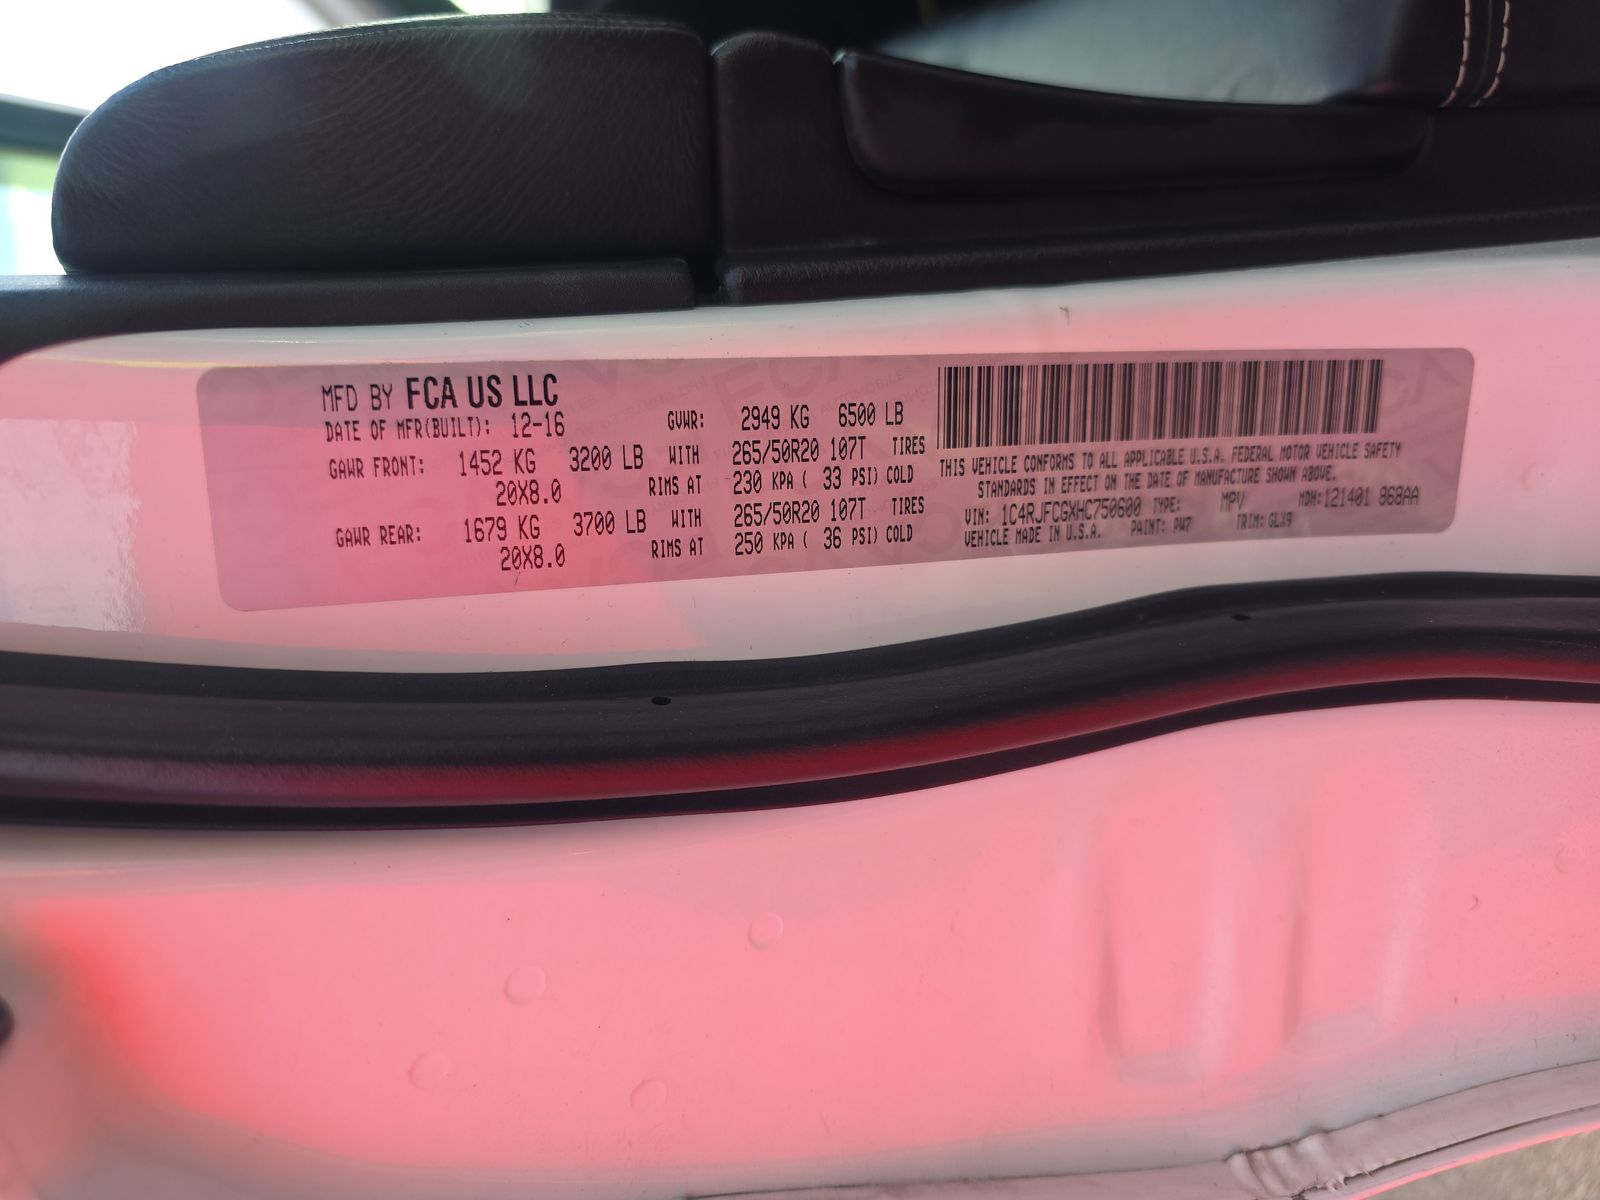 MFD BY FCA US LLC
DATE OF MFR(BUILT): 12-16 GVWR: 2949 KG 6500 LB
GAWR FRONT: 1452 KG 3200 LB WITH 265/50R20 107T TIRES
20X8.0 RIMS AT 230 KPA ( 33 PSI) COLD
GAWR REAR: 1679 KG 3700 LB WITH 265/50R20 107T TIRES
20X8.0 RIMS AT 250 KPA ( 36 PSI) COLD
THIS VEHICLE CONFORMS TO ALL APPLICABLE U.S.A. FEDERAL MOTOR VEHICLE SAFETY
STANDARDS IN EFFECT ON THE DATE OF MANUFACTURE SHOWN ABOVE.
VIN: 1C4RJFCGXHC750600 TYPE: MPV MDH: 121401 868AA
VEHICLE MADE IN U.S.A. PAINT: PW7 TRIM: GLX9